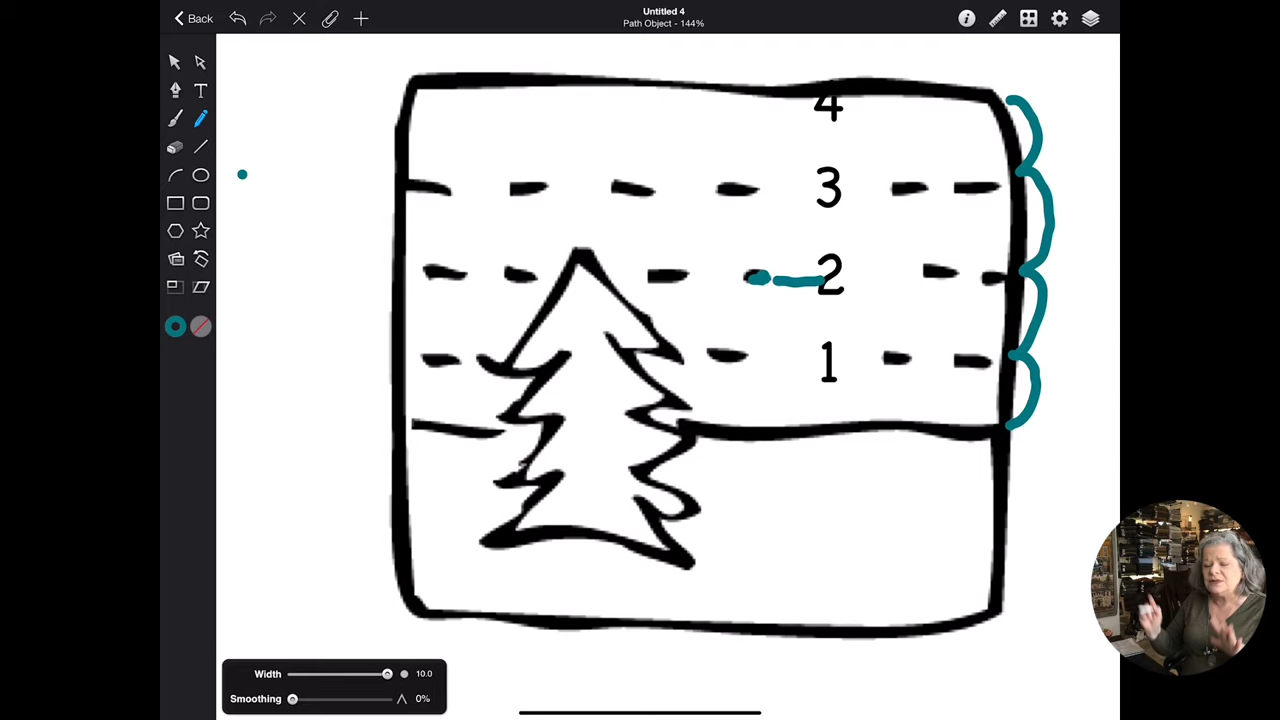 Back
Untitled 4
Path Object - 144%
4
3
2
1
Width 10.0
Smoothing 0%